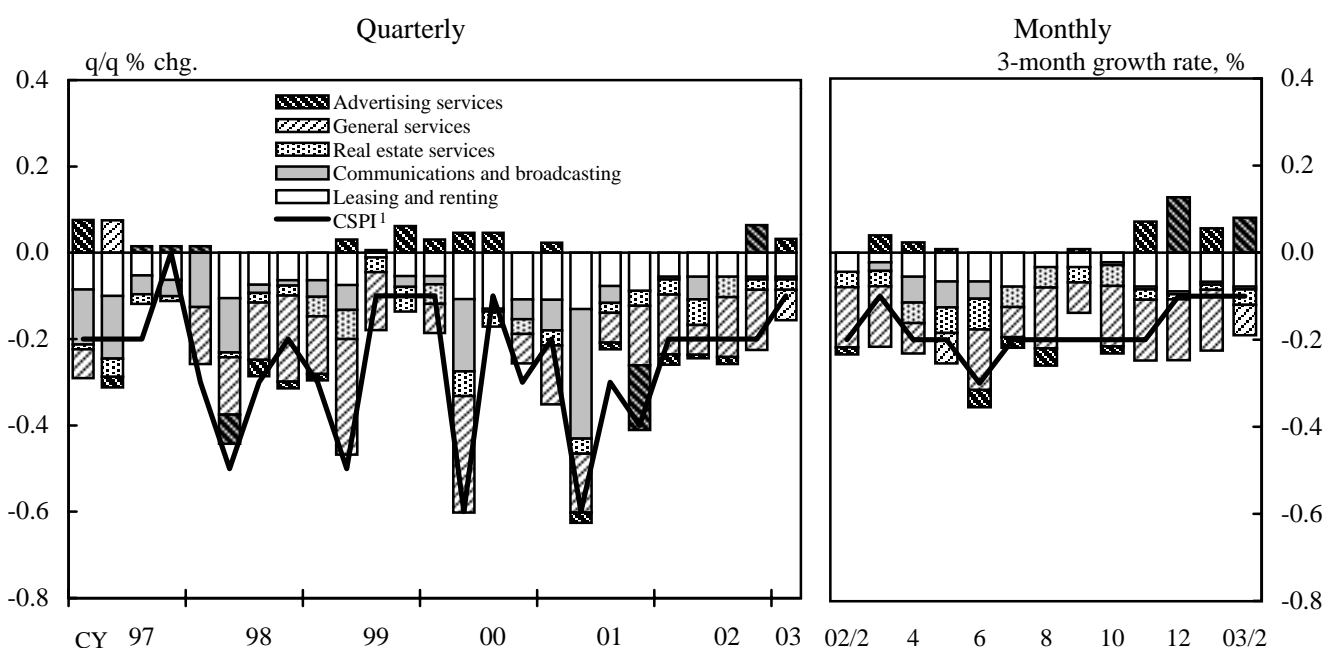 Quarterly
Monthly
q/q % chg.
3-month growth rate, %
0.4
0.2
0.0
-0.2
-0.4
-0.6
-0.8
Advertising services
General services
Real estate services
Communications and broadcasting
Leasing and renting
CSPI 1
0.4
0.2
0.0
-0.2
-0.4
-0.6
-0.8
CY 97 98 99 00 01 02 03
02/2 4 6 8 10 12 03/2